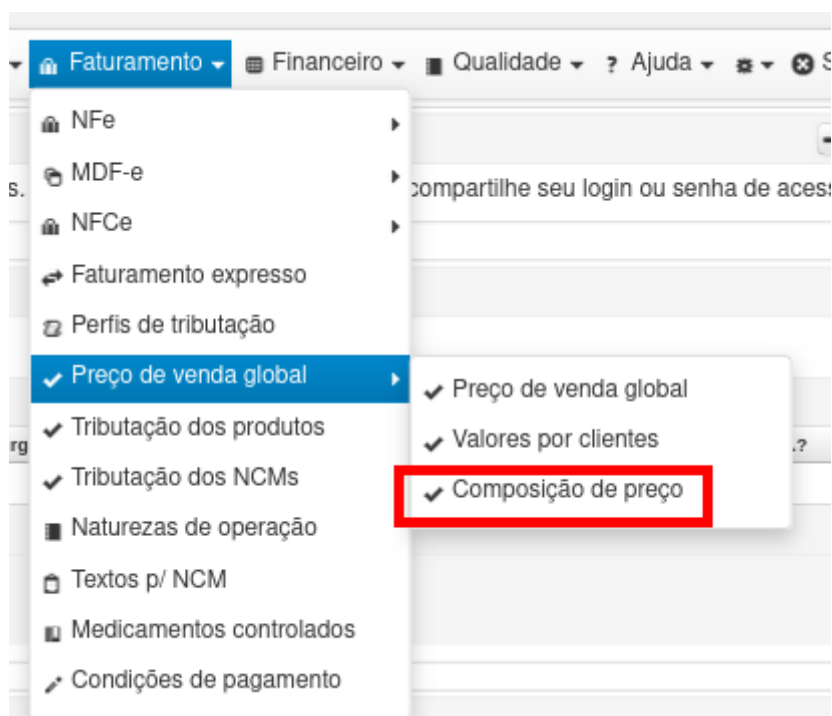 Faturamento Financeiro Qualidade ? Ajuda S
NFe
MDF-e
s. compartilhe seu login ou senha de acess
NFCe
Faturamento expresso
Perfis de tributação
Preço de venda global
Preço de venda global
Tributação dos produtos
Valores por clientes
rg .?
Tributação dos NCMs
Composição de preço
Naturezas de operação
Textos p/ NCM
Medicamentos controlados
Condições de pagamento